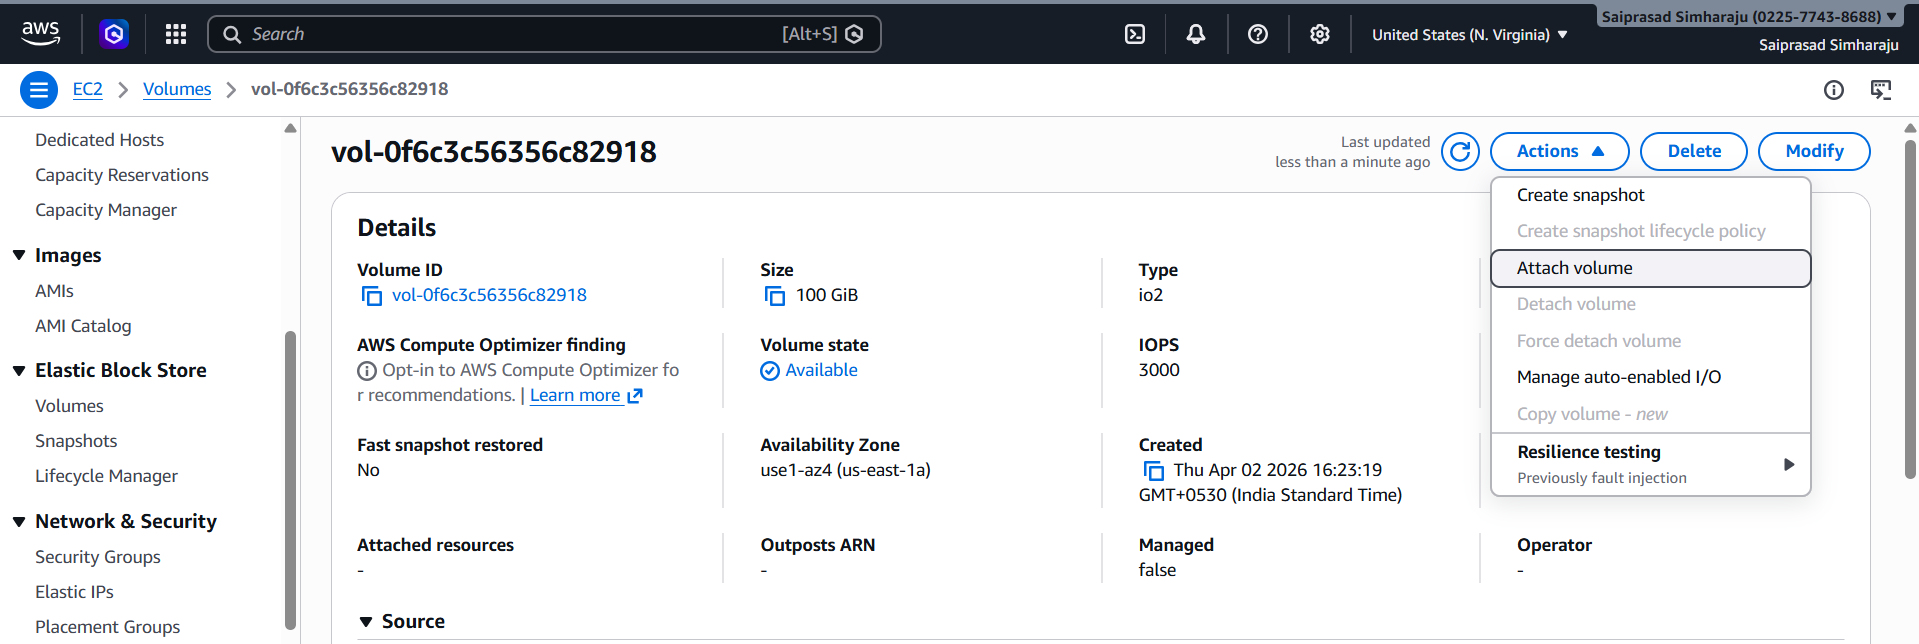 aws
Search
[Alt+S]
United States (N. Virginia)
Saiprasad Simharaju (0225-7743-8688)
Saiprasad Simharaju
EC2
Volumes
vol-0f6c3c56356c82918
Dedicated Hosts
Capacity Reservations
Capacity Manager
Images
AMIs
AMI Catalog
Elastic Block Store
Volumes
Snapshots
Lifecycle Manager
Network & Security
Security Groups
Elastic IPs
Placement Groups
vol-0f6c3c56356c82918
Last updated
less than a minute ago
Actions
Delete
Modify
Create snapshot
Create snapshot lifecycle policy
Attach volume
Detach volume
Force detach volume
Manage auto-enabled I/O
Copy volume - new
Resilience testing
Previously fault injection
Details
Volume ID
vol-0f6c3c56356c82918
Size
100 GiB
Type
io2
AWS Compute Optimizer finding
Opt-in to AWS Compute Optimizer fo
r recommendations. | Learn more
Volume state
Available
IOPS
3000
Fast snapshot restored
No
Availability Zone
use1-az4 (us-east-1a)
Created
Thu Apr 02 2026 16:23:19
GMT+0530 (India Standard Time)
Attached resources
-
Outposts ARN
-
Managed
false
Operator
-
Source